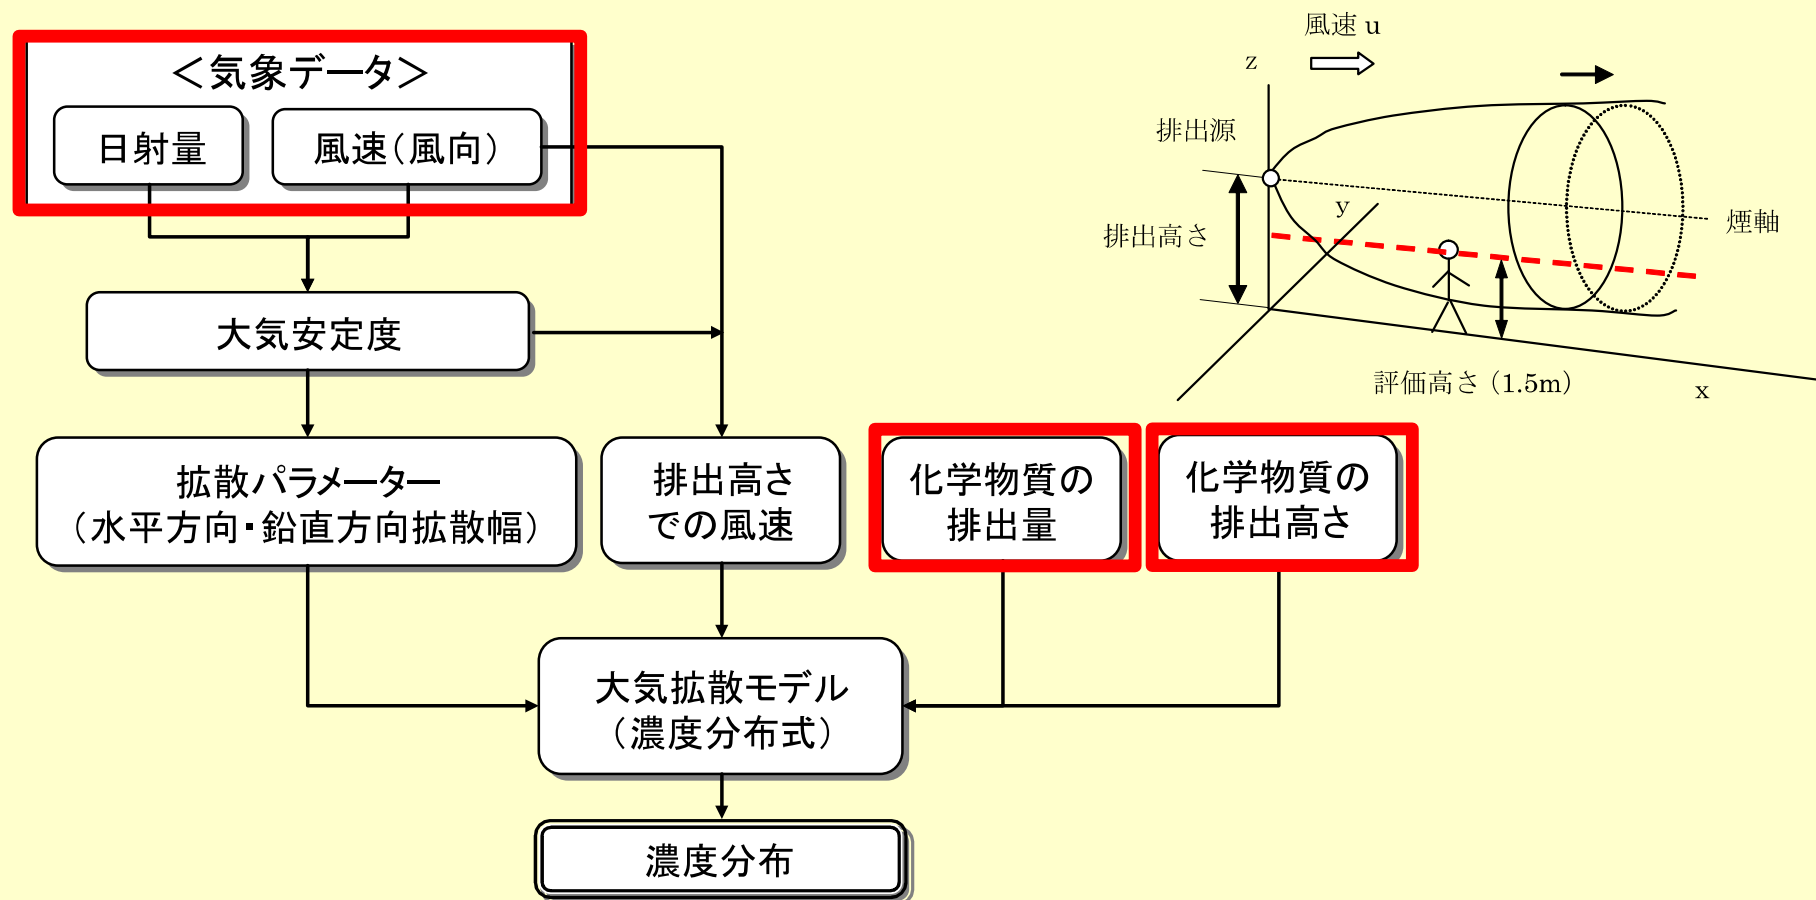 ＜気象データ＞
日射量
風速（風向）
大気安定度
拡散パラメーター
（水平方向・鉛直方向拡散幅）
排出高さ
での風速
化学物質の
排出量
化学物質の
排出高さ
大気拡散モデル
（濃度分布式）
濃度分布
風速 u
z
排出源
y
排出高さ
煙軸
評価高さ（1.5m）
x